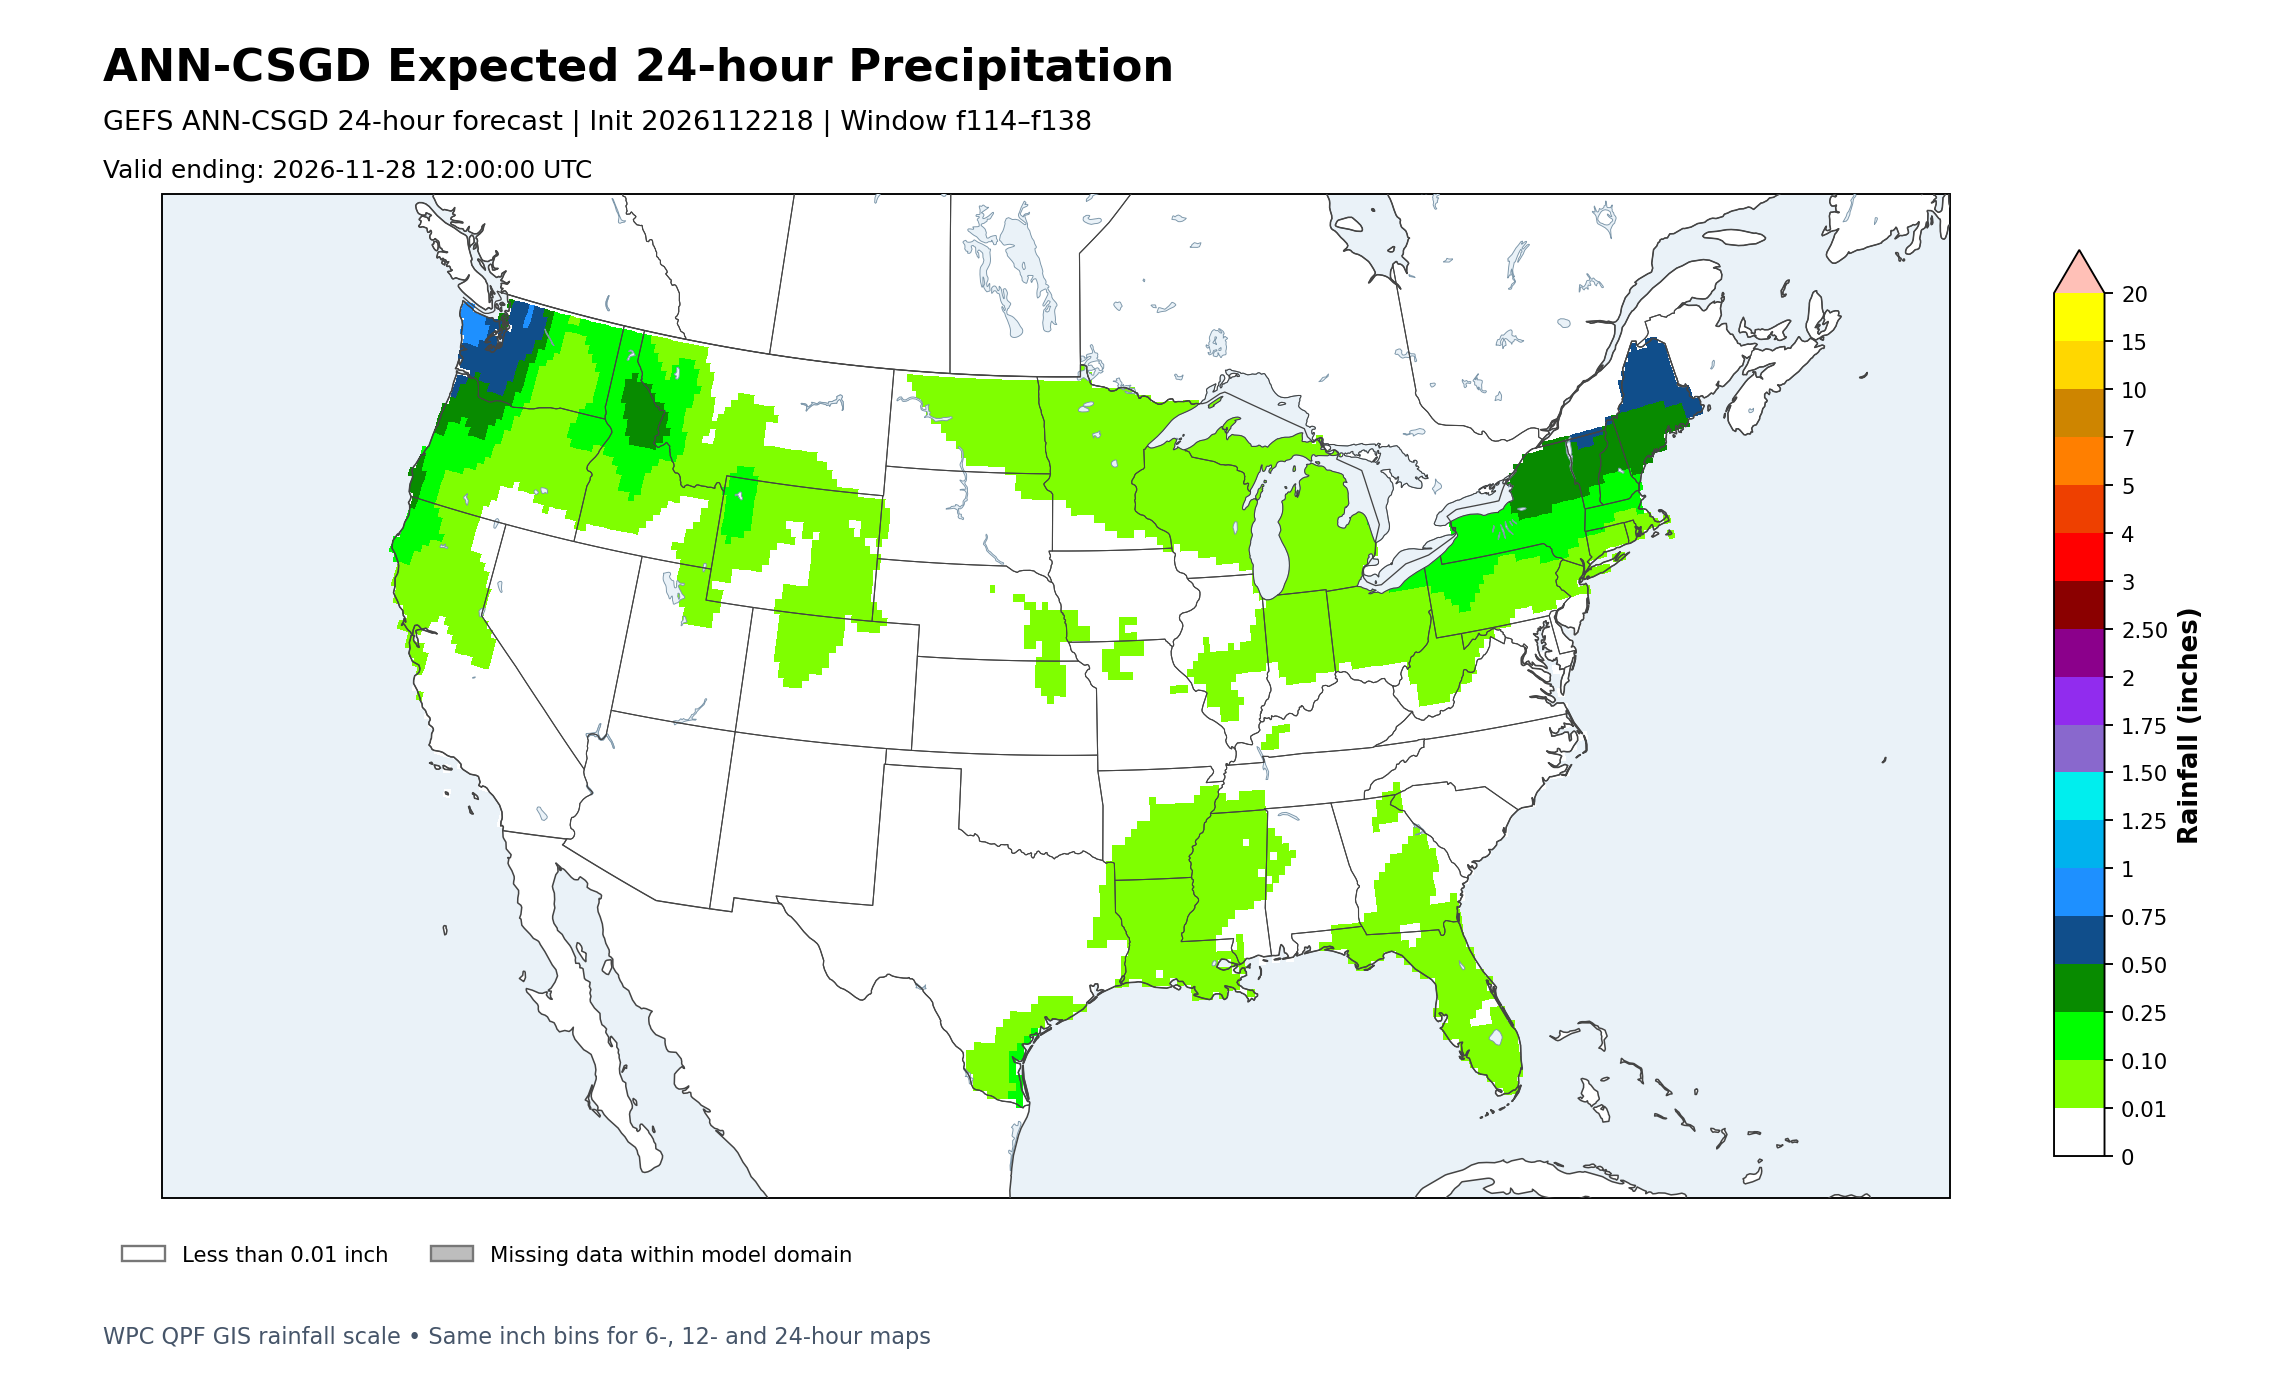 ANN-CSGD Expected 24-hour Precipitation
GEFS ANN-CSGD 24-hour forecast | Init 2026112218 | Window f114–f138
Valid ending: 2026-11-28 12:00:00 UTC
20
15
10
7
5
4
3
2.50
2
1.75
1.50
1.25
1
0.75
0.50
0.25
0.10
0.01
0
Rainfall (inches)
Less than 0.01 inch
Missing data within model domain
WPC QPF GIS rainfall scale • Same inch bins for 6-, 12- and 24-hour maps